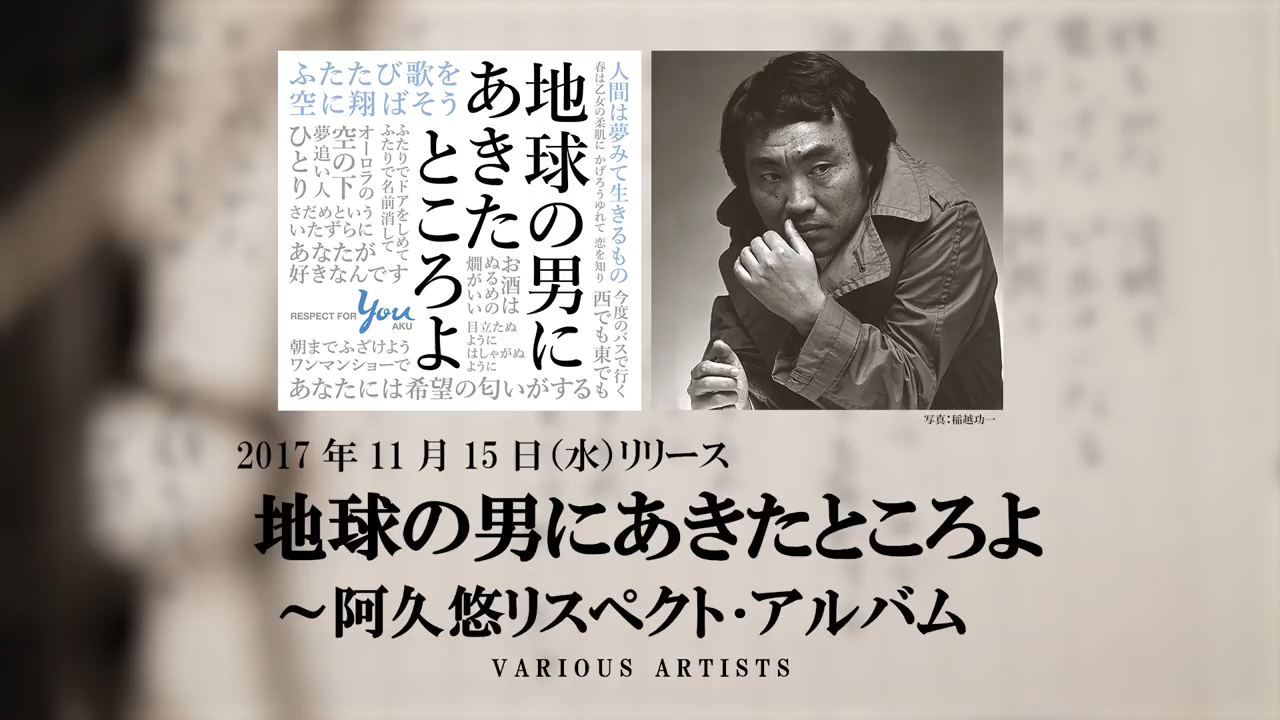 地球の男に
あきた
ところよ
人間は夢みて生きるもの
春は乙女の柔肌に かげろうゆれて 恋を知り
今度のバスで行く
西でも東でも
お酒は
ぬるめの
燗がいい
目立たぬ
ように
はしゃがぬ
ように
ふたたび歌を
空に翔ばそう
ふたりでドアをしめて
ふたりで名前消して
オーロラの
空の下
夢追い人
ひとり
さだめという
いたずらに
あなたが
好きなんです
RESPECT FOR You
AKU
朝までふざけよう
ワンマンショーで
あなたには希望の匂いがする
写真:稲越功一
2017 年 11 月 15 日(水)リリース
地球の男にあきたところよ
～阿久悠リスペクト・アルバム
VARIOUS ARTISTS